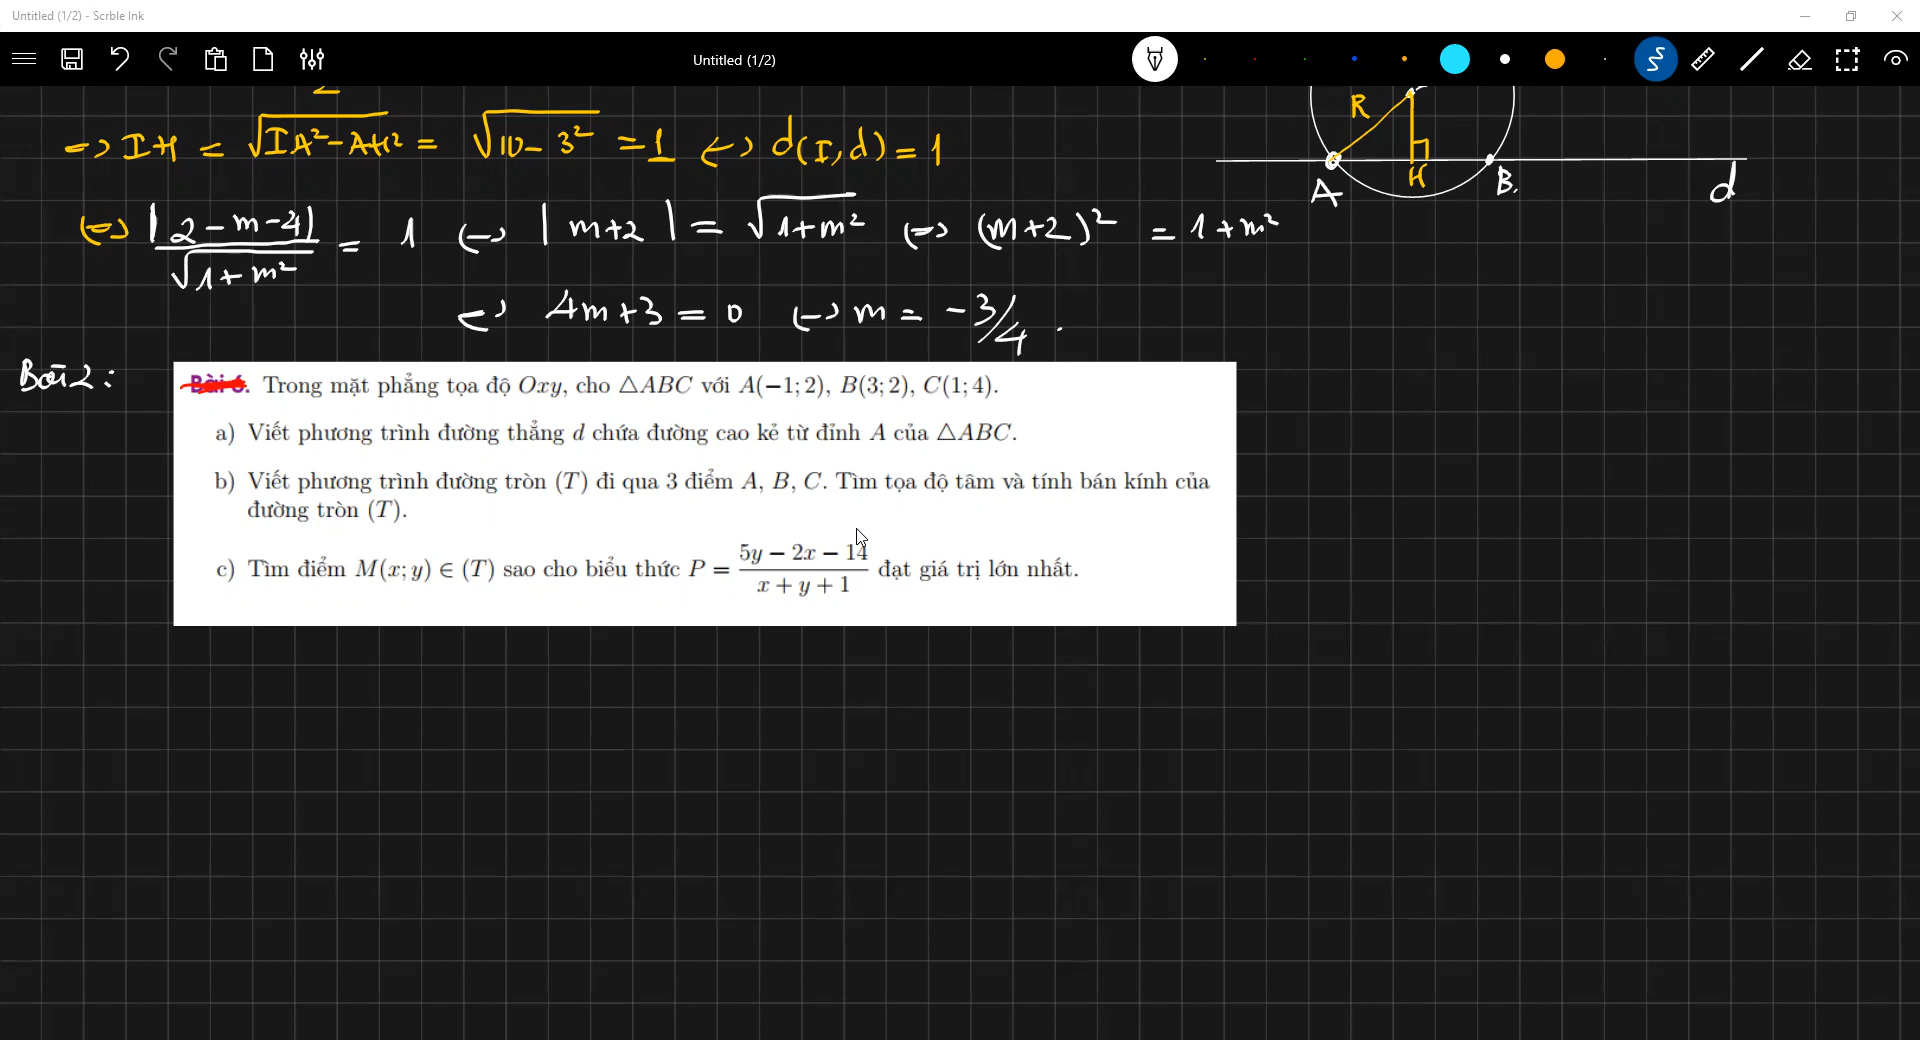 Untitled (1/2) - Scrble Ink
Untitled (1/2)
=> IH = √(IA² - AH²) = √(10 - 3²) = 1 <=> d(I, d) = 1
R
A
H
B.
d
<=> |2 - m - 4| / √(1 + m²) = 1 <=> |m + 2| = √(1 + m²) <=> (m + 2)² = 1 + m²
<=> 4m + 3 = 0 <=> m = -3/4.
Bài 2:
Bài 6. Trong mặt phẳng tọa độ Oxy, cho △ABC với A(−1; 2), B(3; 2), C(1; 4).
a) Viết phương trình đường thẳng d chứa đường cao kẻ từ đỉnh A của △ABC.
b) Viết phương trình đường tròn (T) đi qua 3 điểm A, B, C. Tìm tọa độ tâm và tính bán kính của
đường tròn (T).
c) Tìm điểm M(x; y) ∈ (T) sao cho biểu thức P = (5y − 2x − 14) / (x + y + 1) đạt giá trị lớn nhất.